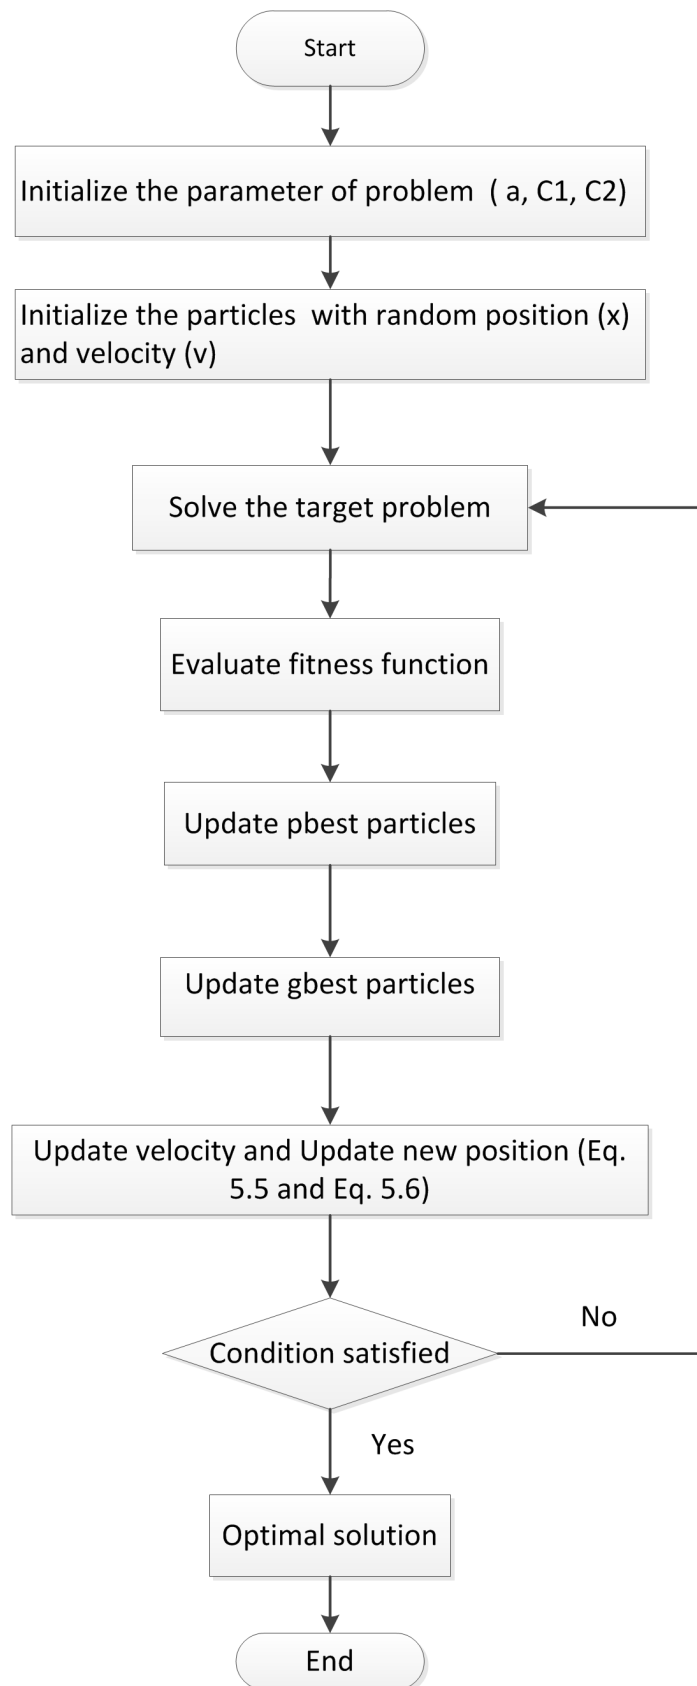 Start
Initialize the parameter of problem ( a, C1, C2)
Initialize the particles with random position (x)
and velocity (v)
Solve the target problem
Evaluate fitness function
Update pbest particles
Update gbest particles
Update velocity and Update new position (Eq.
5.5 and Eq. 5.6)
No
Condition satisfied
Yes
Optimal solution
End